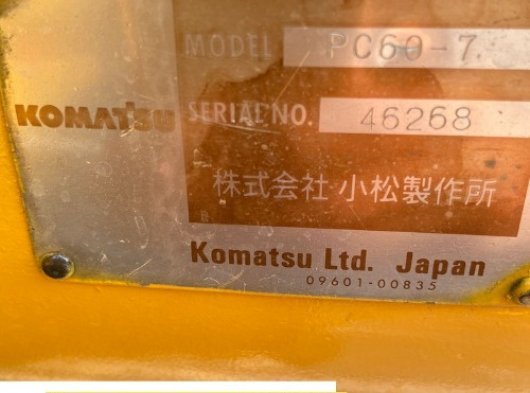 MODEL PC60-7
KOMATSU
SERIAL NO. 46268
株式会社 小松製作所
Komatsu Ltd. Japan
09601-00835